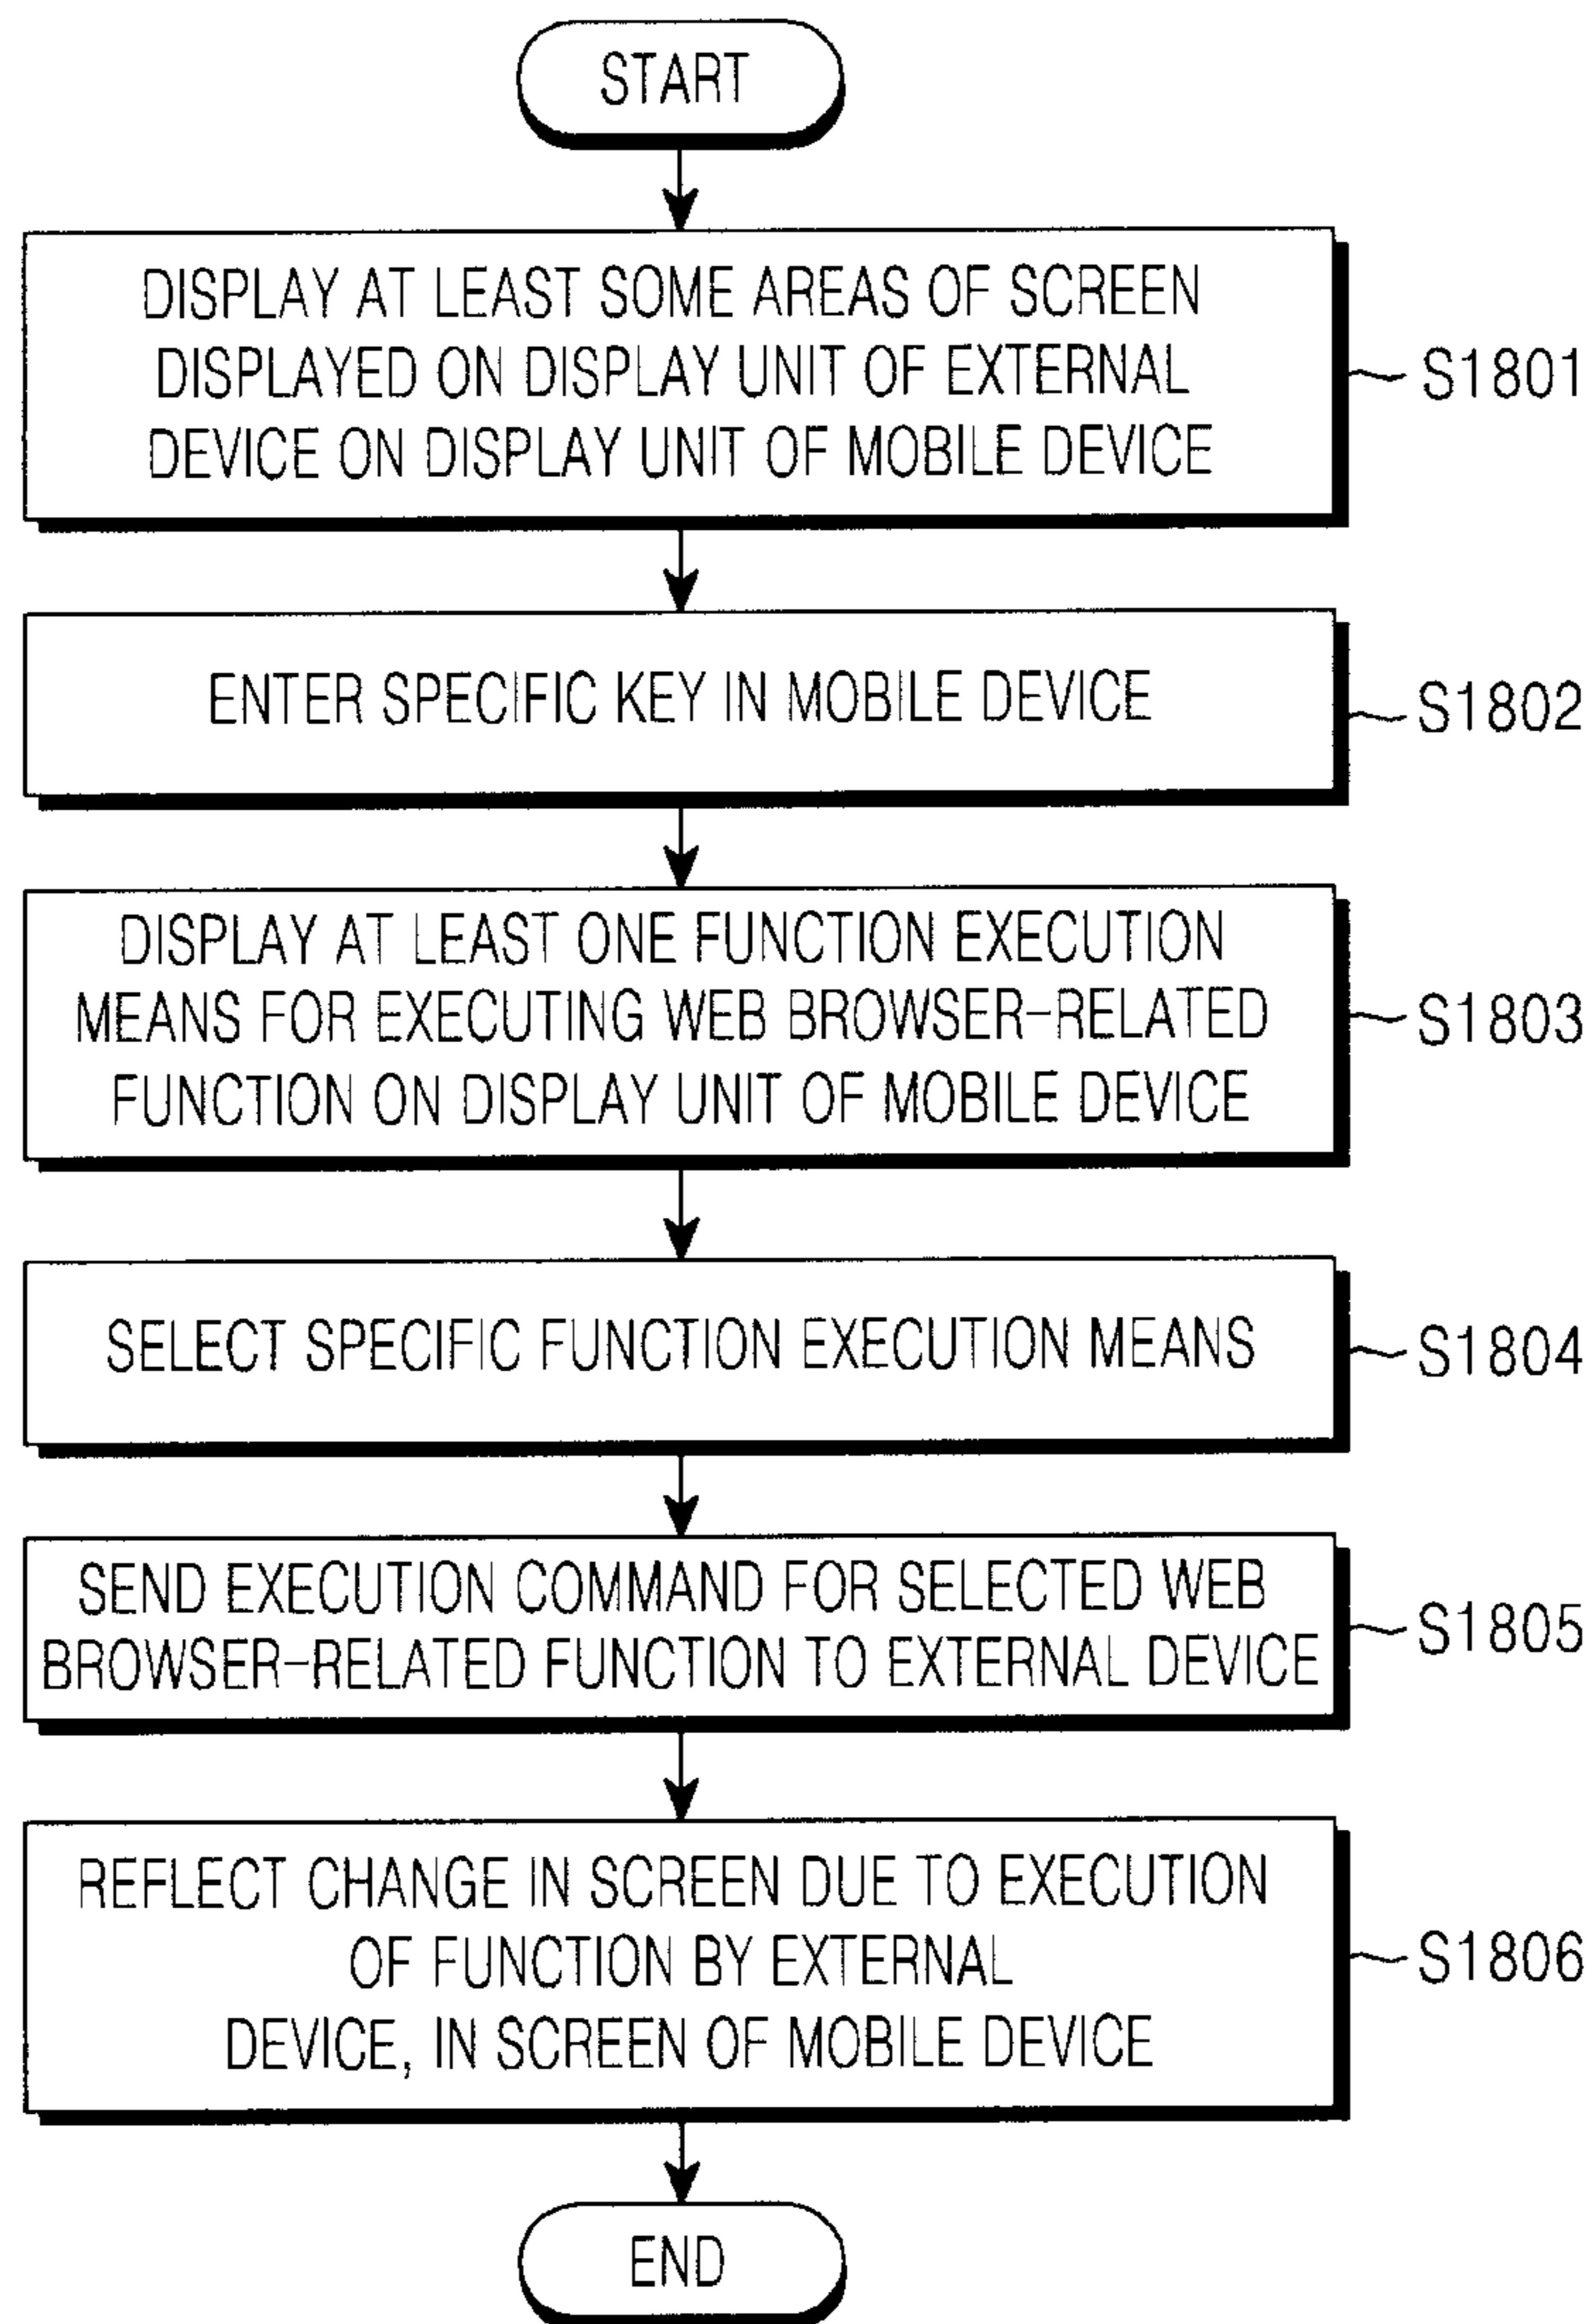 START
DISPLAY AT LEAST SOME AREAS OF SCREEN
DISPLAYED ON DISPLAY UNIT OF EXTERNAL
DEVICE ON DISPLAY UNIT OF MOBILE DEVICE
S1801
ENTER SPECIFIC KEY IN MOBILE DEVICE
S1802
DISPLAY AT LEAST ONE FUNCTION EXECUTION
MEANS FOR EXECUTING WEB BROWSER-RELATED
FUNCTION ON DISPLAY UNIT OF MOBILE DEVICE
S1803
SELECT SPECIFIC FUNCTION EXECUTION MEANS
S1804
SEND EXECUTION COMMAND FOR SELECTED WEB
BROWSER-RELATED FUNCTION TO EXTERNAL DEVICE
S1805
REFLECT CHANGE IN SCREEN DUE TO EXECUTION
OF FUNCTION BY EXTERNAL
DEVICE, IN SCREEN OF MOBILE DEVICE
S1806
END